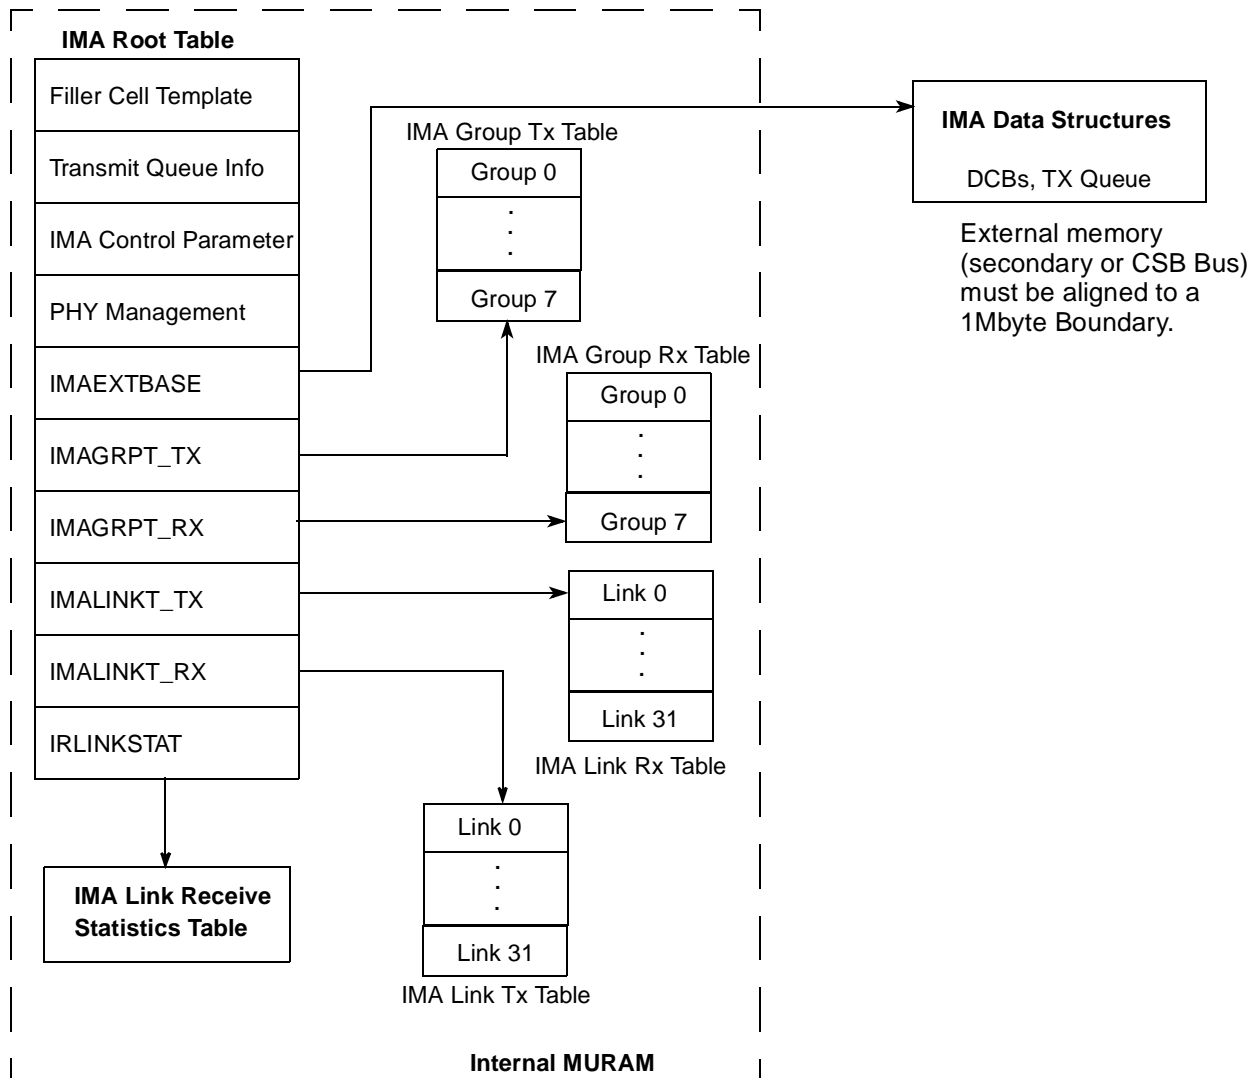 IMA Root Table
Filler Cell Template
Transmit Queue Info
IMA Control Parameter
PHY Management
IMAEXTBASE
IMAGRPT_TX
IMAGRPT_RX
IMALINKT_TX
IMALINKT_RX
IRLINKSTAT
IMA Link Receive
Statistics Table
IMA Group Tx Table
Group 0
Group 7
IMA Group Rx Table
Group 0
Group 7
Link 0
Link 31
IMA Link Rx Table
Link 0
Link 31
IMA Link Tx Table
Internal MURAM
IMA Data Structures
DCBs, TX Queue
External memory
(secondary or CSB Bus)
must be aligned to a
1Mbyte Boundary.